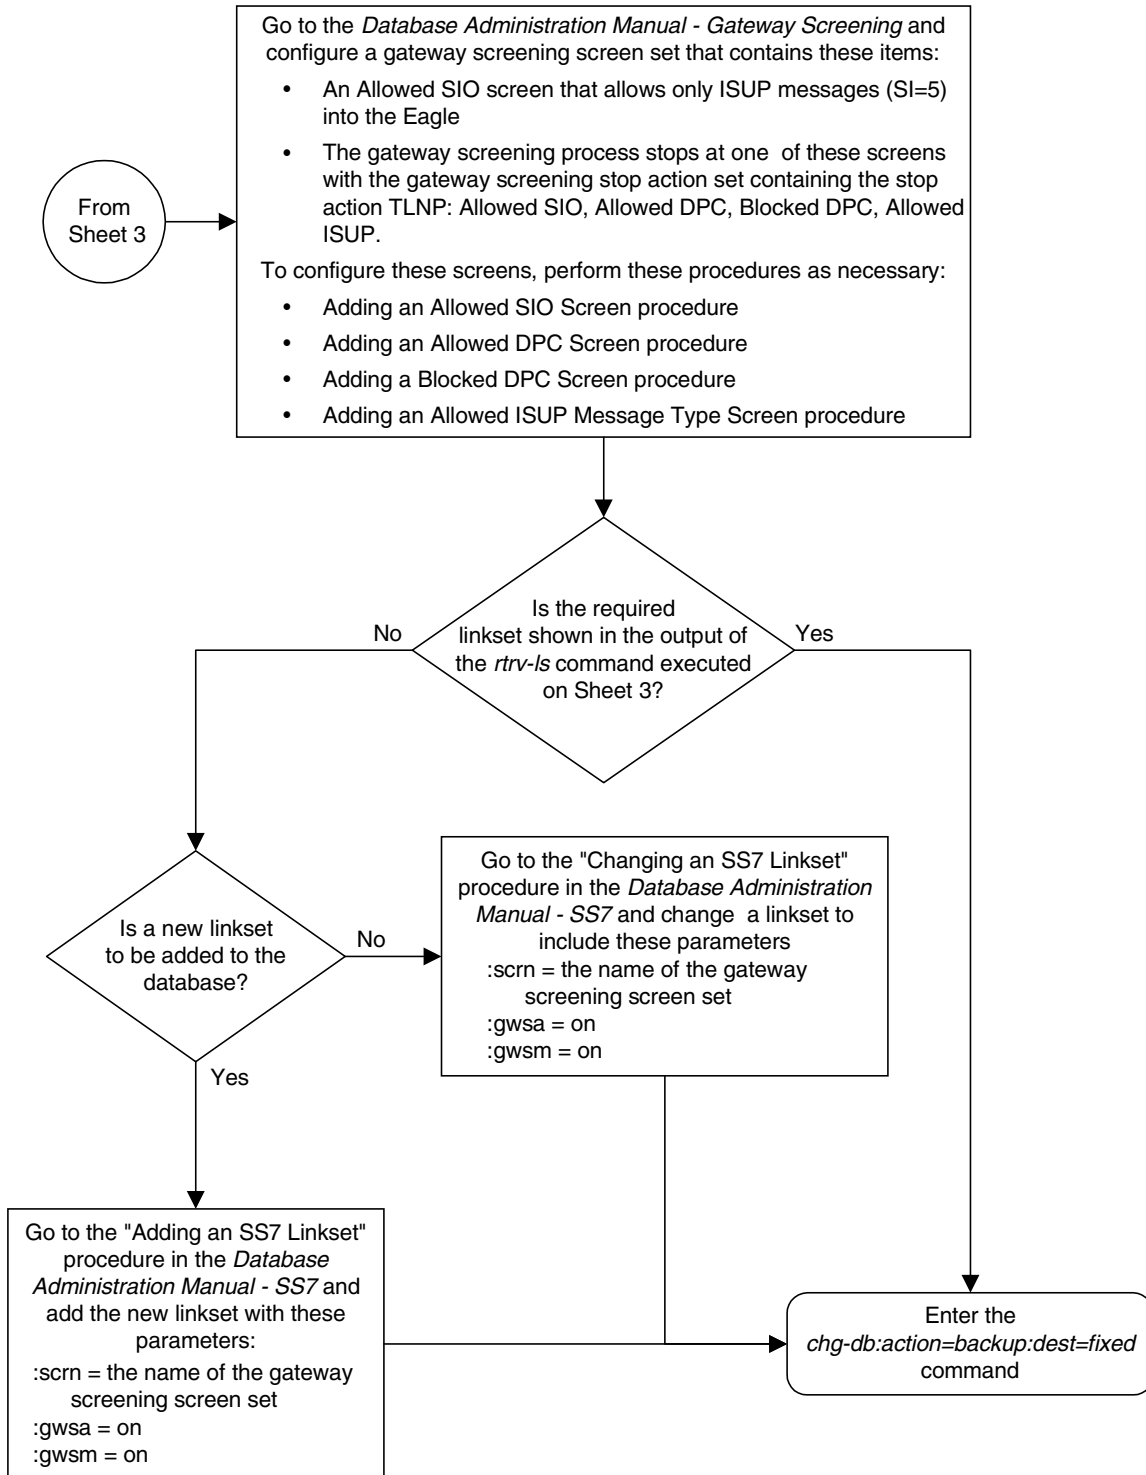 Go to the Database Administration Manual - Gateway Screening and
configure a gateway screening screen set that contains these items:
• An Allowed SIO screen that allows only ISUP messages (SI=5)
into the Eagle
• The gateway screening process stops at one of these screens
with the gateway screening stop action set containing the stop
action TLNP: Allowed SIO, Allowed DPC, Blocked DPC, Allowed
ISUP.
To configure these screens, perform these procedures as necessary:
• Adding an Allowed SIO Screen procedure
• Adding an Allowed DPC Screen procedure
• Adding a Blocked DPC Screen procedure
• Adding an Allowed ISUP Message Type Screen procedure
From
Sheet 3
Is the required
linkset shown in the output of
the rtrv-ls command executed
on Sheet 3?
No
Yes
Is a new linkset
to be added to the
database?
No
Yes
Go to the "Changing an SS7 Linkset"
procedure in the Database Administration
Manual - SS7 and change a linkset to
include these parameters
:scrn = the name of the gateway
screening screen set
:gwsa = on
:gwsm = on
Go to the "Adding an SS7 Linkset"
procedure in the Database
Administration Manual - SS7 and
add the new linkset with these
parameters:
:scrn = the name of the gateway
screening screen set
:gwsa = on
:gwsm = on
Enter the
chg-db:action=backup:dest=fixed
command